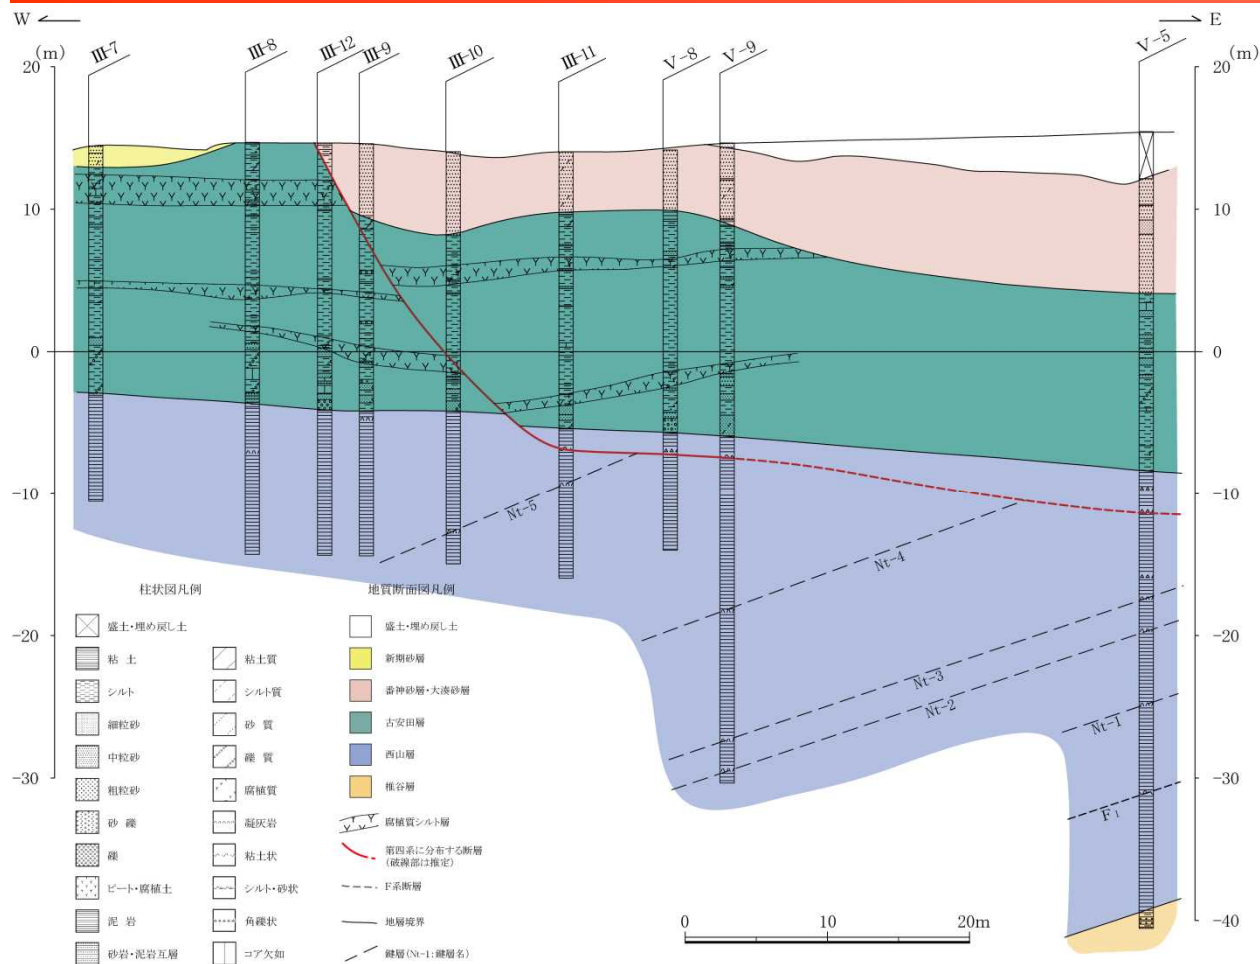 W
E
(m)
(m)
III-7
III-8
III-12
III-9
III-10
III-11
V-8
V-9
V-5
20
20
10
10
0
0
-10
-10
-20
-20
-30
-30
-40
Nt-5
Nt-4
Nt-3
Nt-2
Nt-1
F1
柱状図凡例
盛土・埋め戻し土
粘 土
シルト
細粒砂
中粒砂
粗粒砂
砂 礫
礫
ピート・腐植土
泥 岩
砂岩・泥岩互層
粘土質
シルト質
砂 質
礫 質
腐植質
凝灰岩
粘土状
シルト・砂状
角礫状
コア欠如
地質断面図凡例
盛土・埋め戻し土
新期砂層
番神砂層・大湊砂層
古安田層
西山層
椎谷層
腐植質シルト層
第四系に分布する断層
(破線部は推定)
F系断層
地層境界
鍵層(Nt-1:鍵層名)
0
10
20m